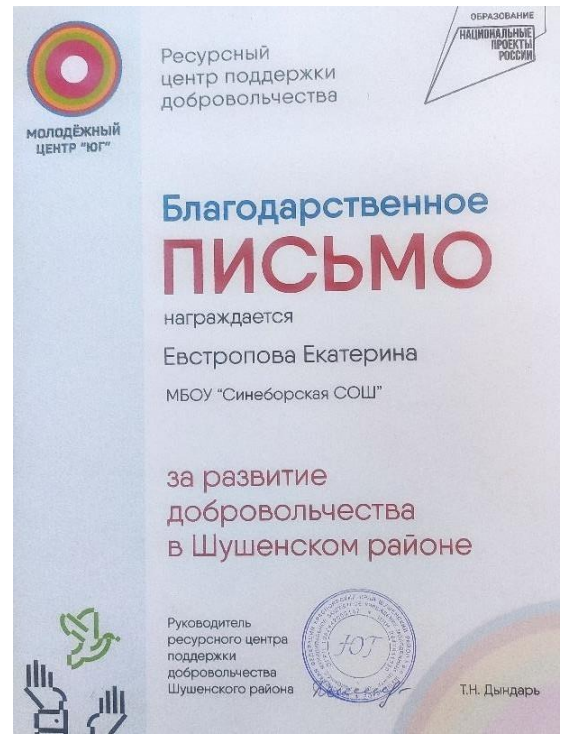 ОБРАЗОВАНИЕ
НАЦИОНАЛЬНЫЕ
ПРОЕКТЫ
РОССИИ
МОЛОДЁЖНЫЙ
ЦЕНТР "ЮГ"
Ресурсный
центр поддержки
добровольчества
Благодарственное
ПИСЬМО
награждается
Евстропова Екатерина
МБОУ "Синеборская СОШ"
за развитие
добровольчества
в Шушенском районе
Руководитель
ресурсного центра
поддержки
добровольчества
Шушенского района
ЮГ
Т.Н. Дындарь